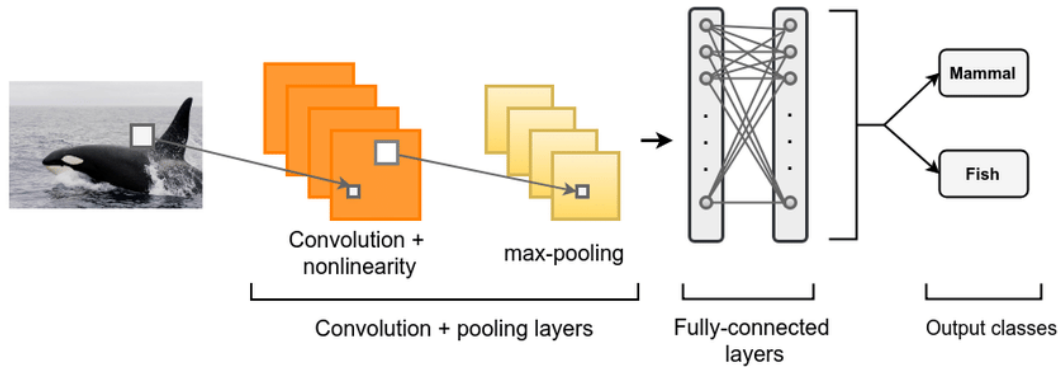 Mammal
Fish
Convolution +
nonlinearity
max-pooling
Convolution + pooling layers
Fully-connected
layers
Output classes